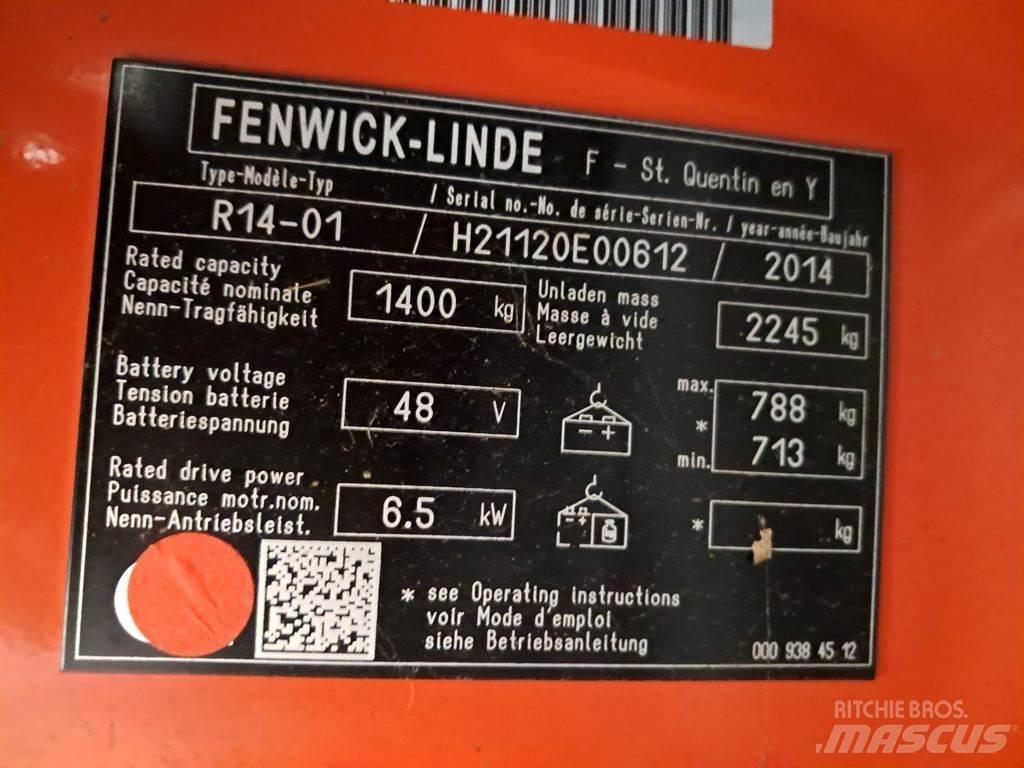 FENWICK-LINDE F - St. Quentin en Y
Type-Modèle-Typ / Serial no.-No. de série-Serien-Nr. / year-année-Baujahr
R14-01 / H21120E00612 / 2014
Rated capacity
Capacité nominale
Nenn-Tragfähigkeit
1400 kg
Unladen mass
Masse à vide
Leergewicht
2245 kg
Battery voltage
Tension batterie
Batteriespannung
48 V
- +
max. 788 kg
*
min. 713 kg
Rated drive power
Puissance motr.nom.
Nenn-Antriebsleist.
6.5 kW
- +
* kg
* see Operating instructions
voir Mode d'emploi
siehe Betriebsanleitung
000 938 45 12
RITCHIE BROS.
MASCUS